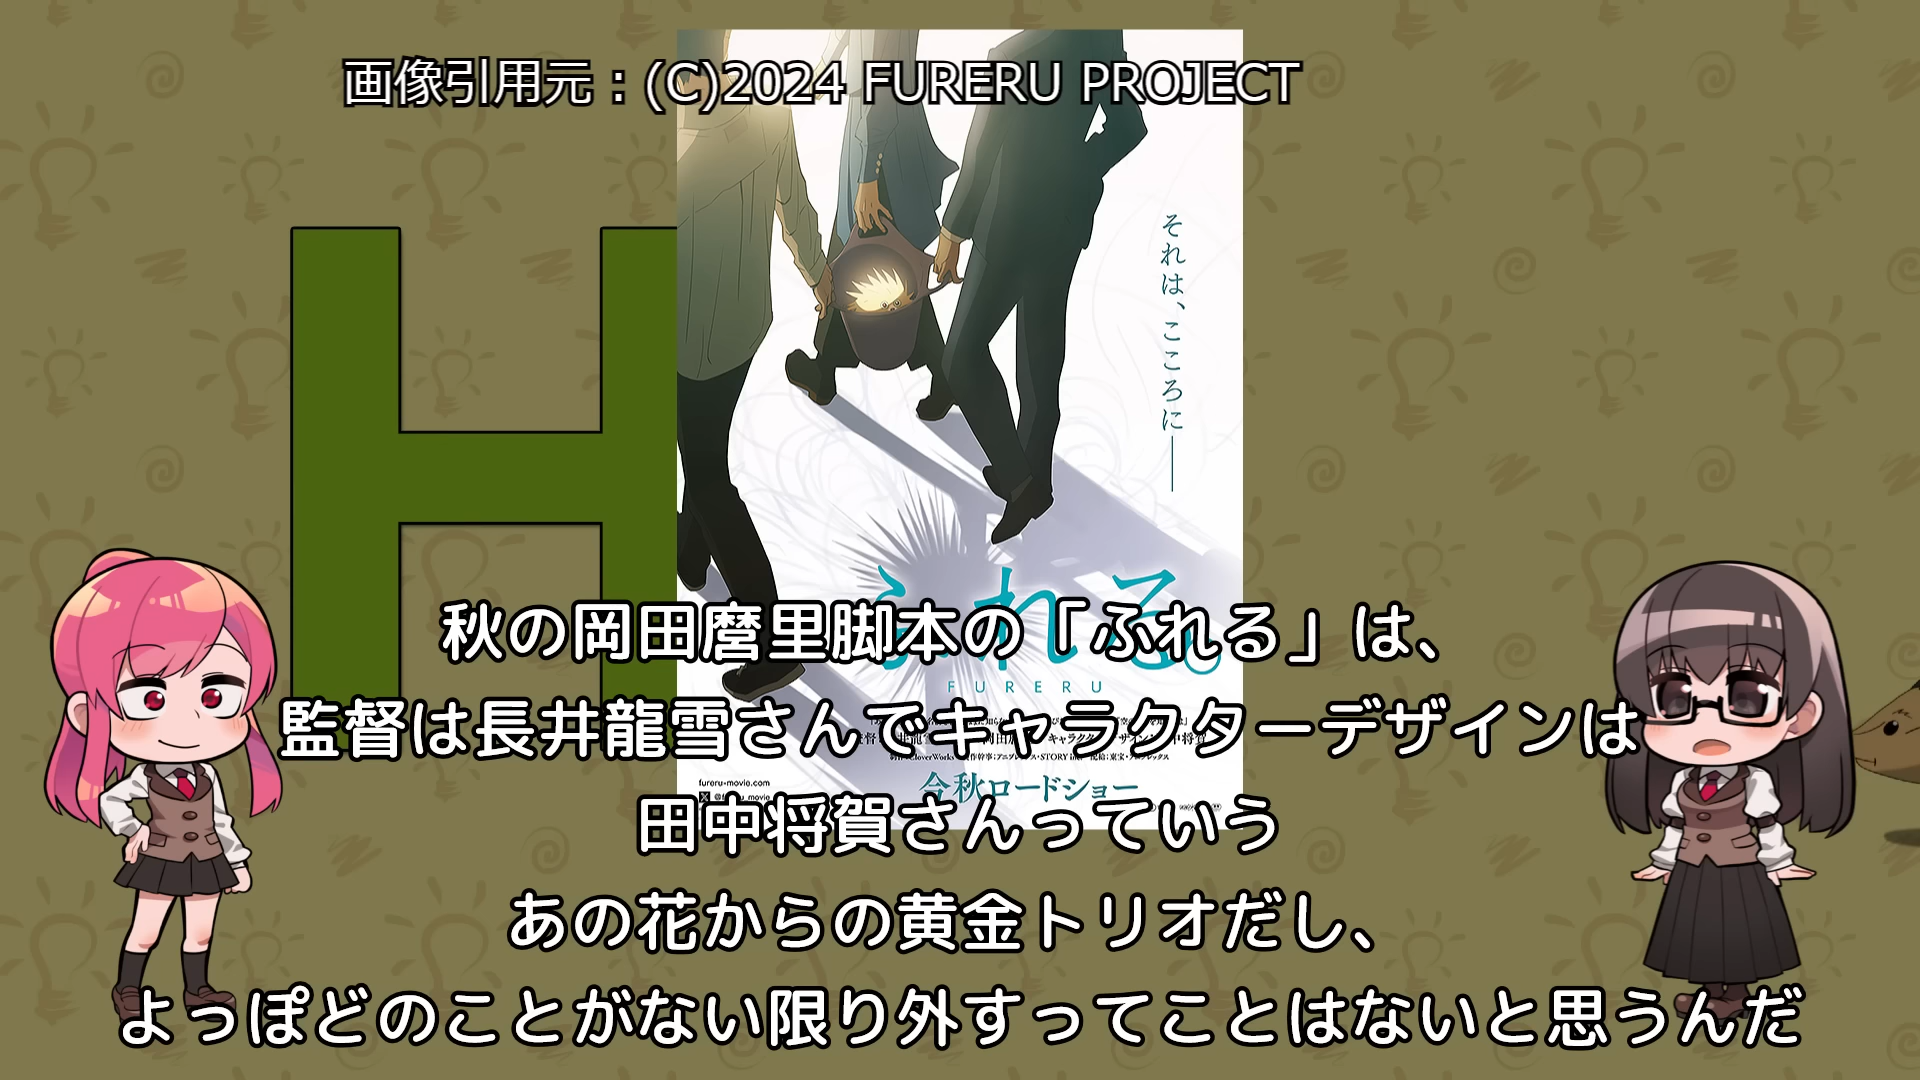 画像引用元：(C)2024 FURERU PROJECT
H
それは、こころに――
ふれる。
FURERU
秋の岡田麿里脚本の「ふれる」は、
監督は長井龍雪さんでキャラクターデザインは
fureru-movie.com
今秋ロードショー
田中将賀さんっていう
あの花からの黄金トリオだし、
よっぽどのことがない限り外すってことはないと思うんだ